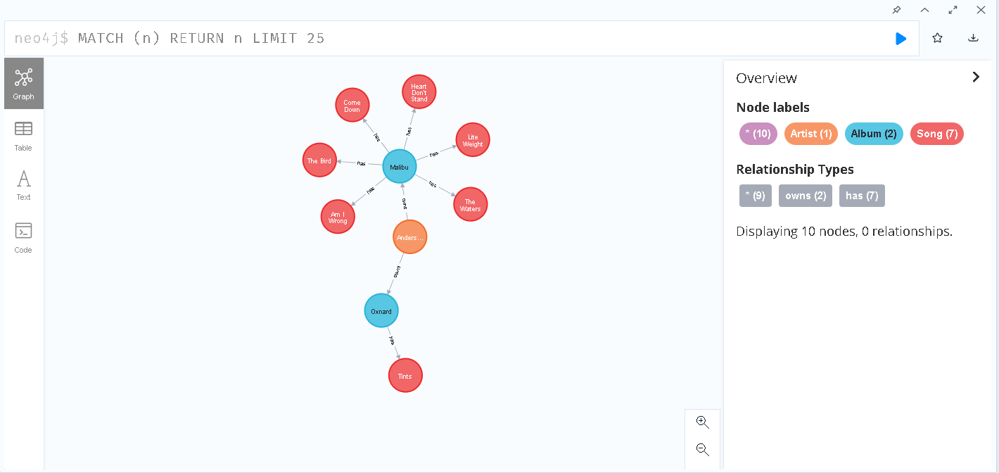 neo4j$ MATCH (n) RETURN n LIMIT 25
Graph
Table
Text
Code
Heart
Don't
Stand
Come
Down
Lite
Weight
The Bird
Malibu
The
Waters
Am I
Wrong
Anders...
Oxnard
Tints
has
has
has
has
has
has
owns
owns
has
Overview
Node labels
* (10) Artist (1) Album (2) Song (7)
Relationship Types
* (9) owns (2) has (7)
Displaying 10 nodes, 0 relationships.